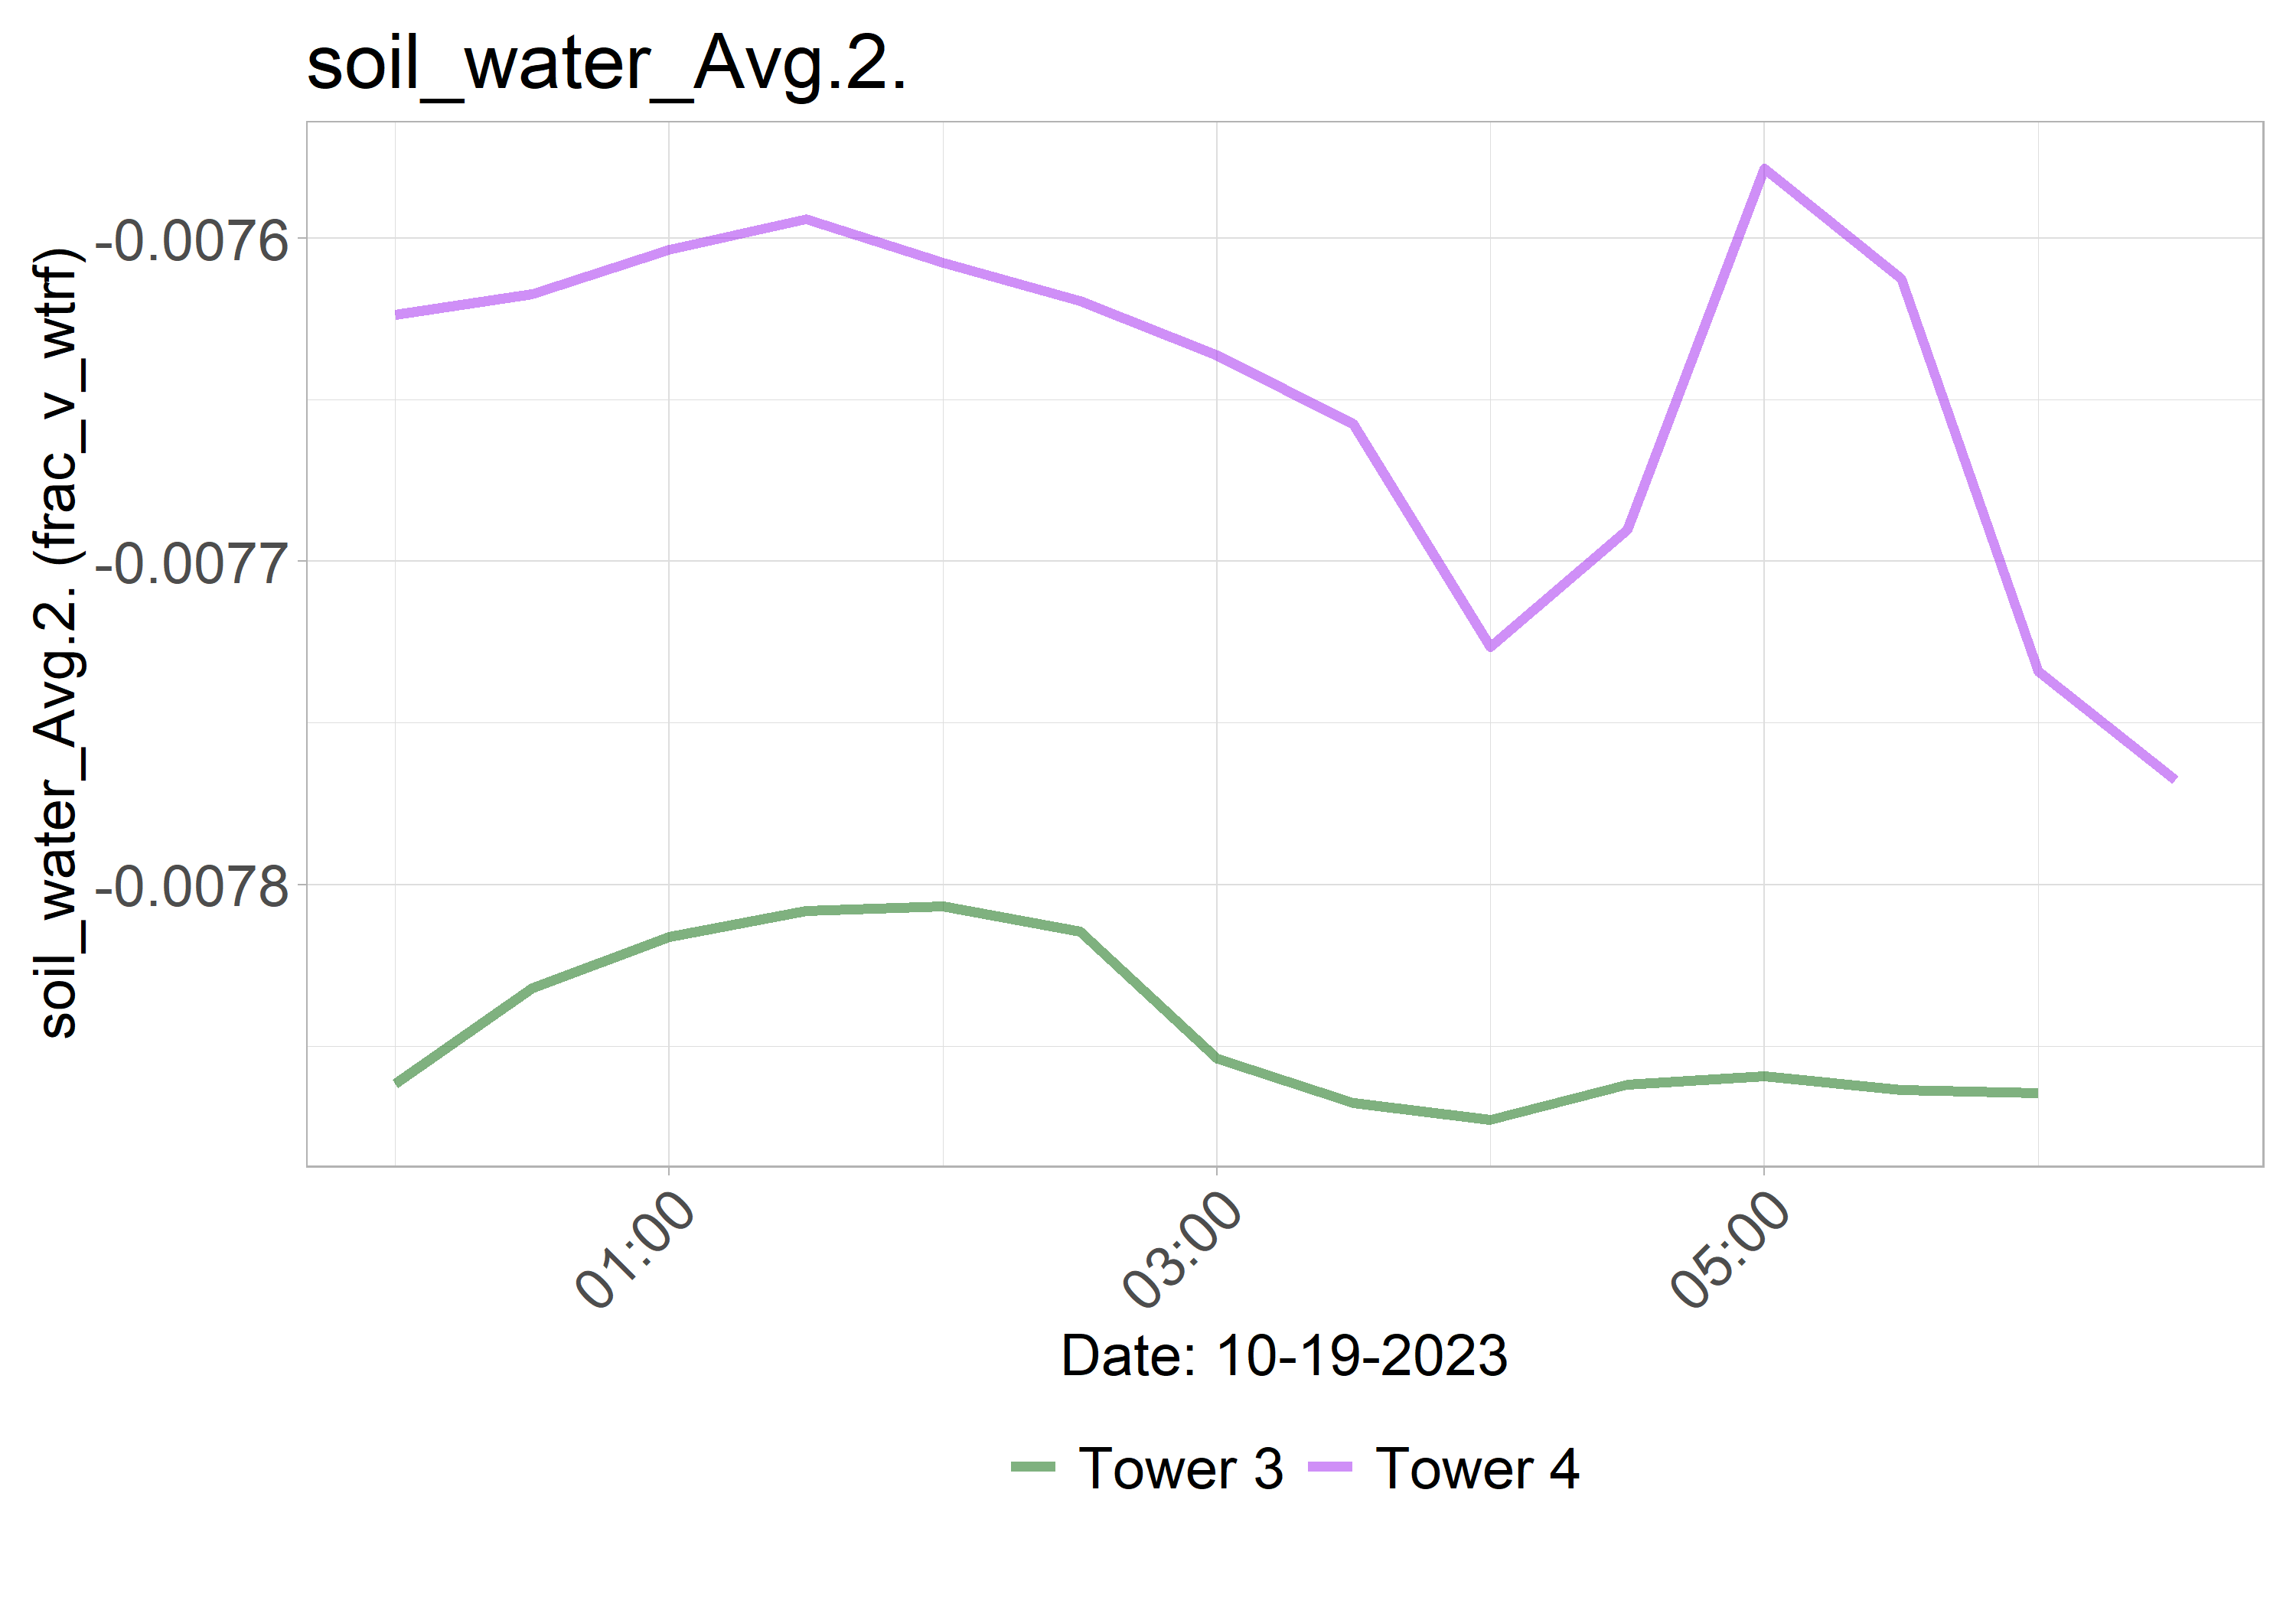 soil_water_Avg.2.
soil_water_Avg.2. (frac_v_wtrf)
-0.0076
-0.0077
-0.0078
01:00
03:00
05:00
Date: 10-19-2023
Tower 3
Tower 4